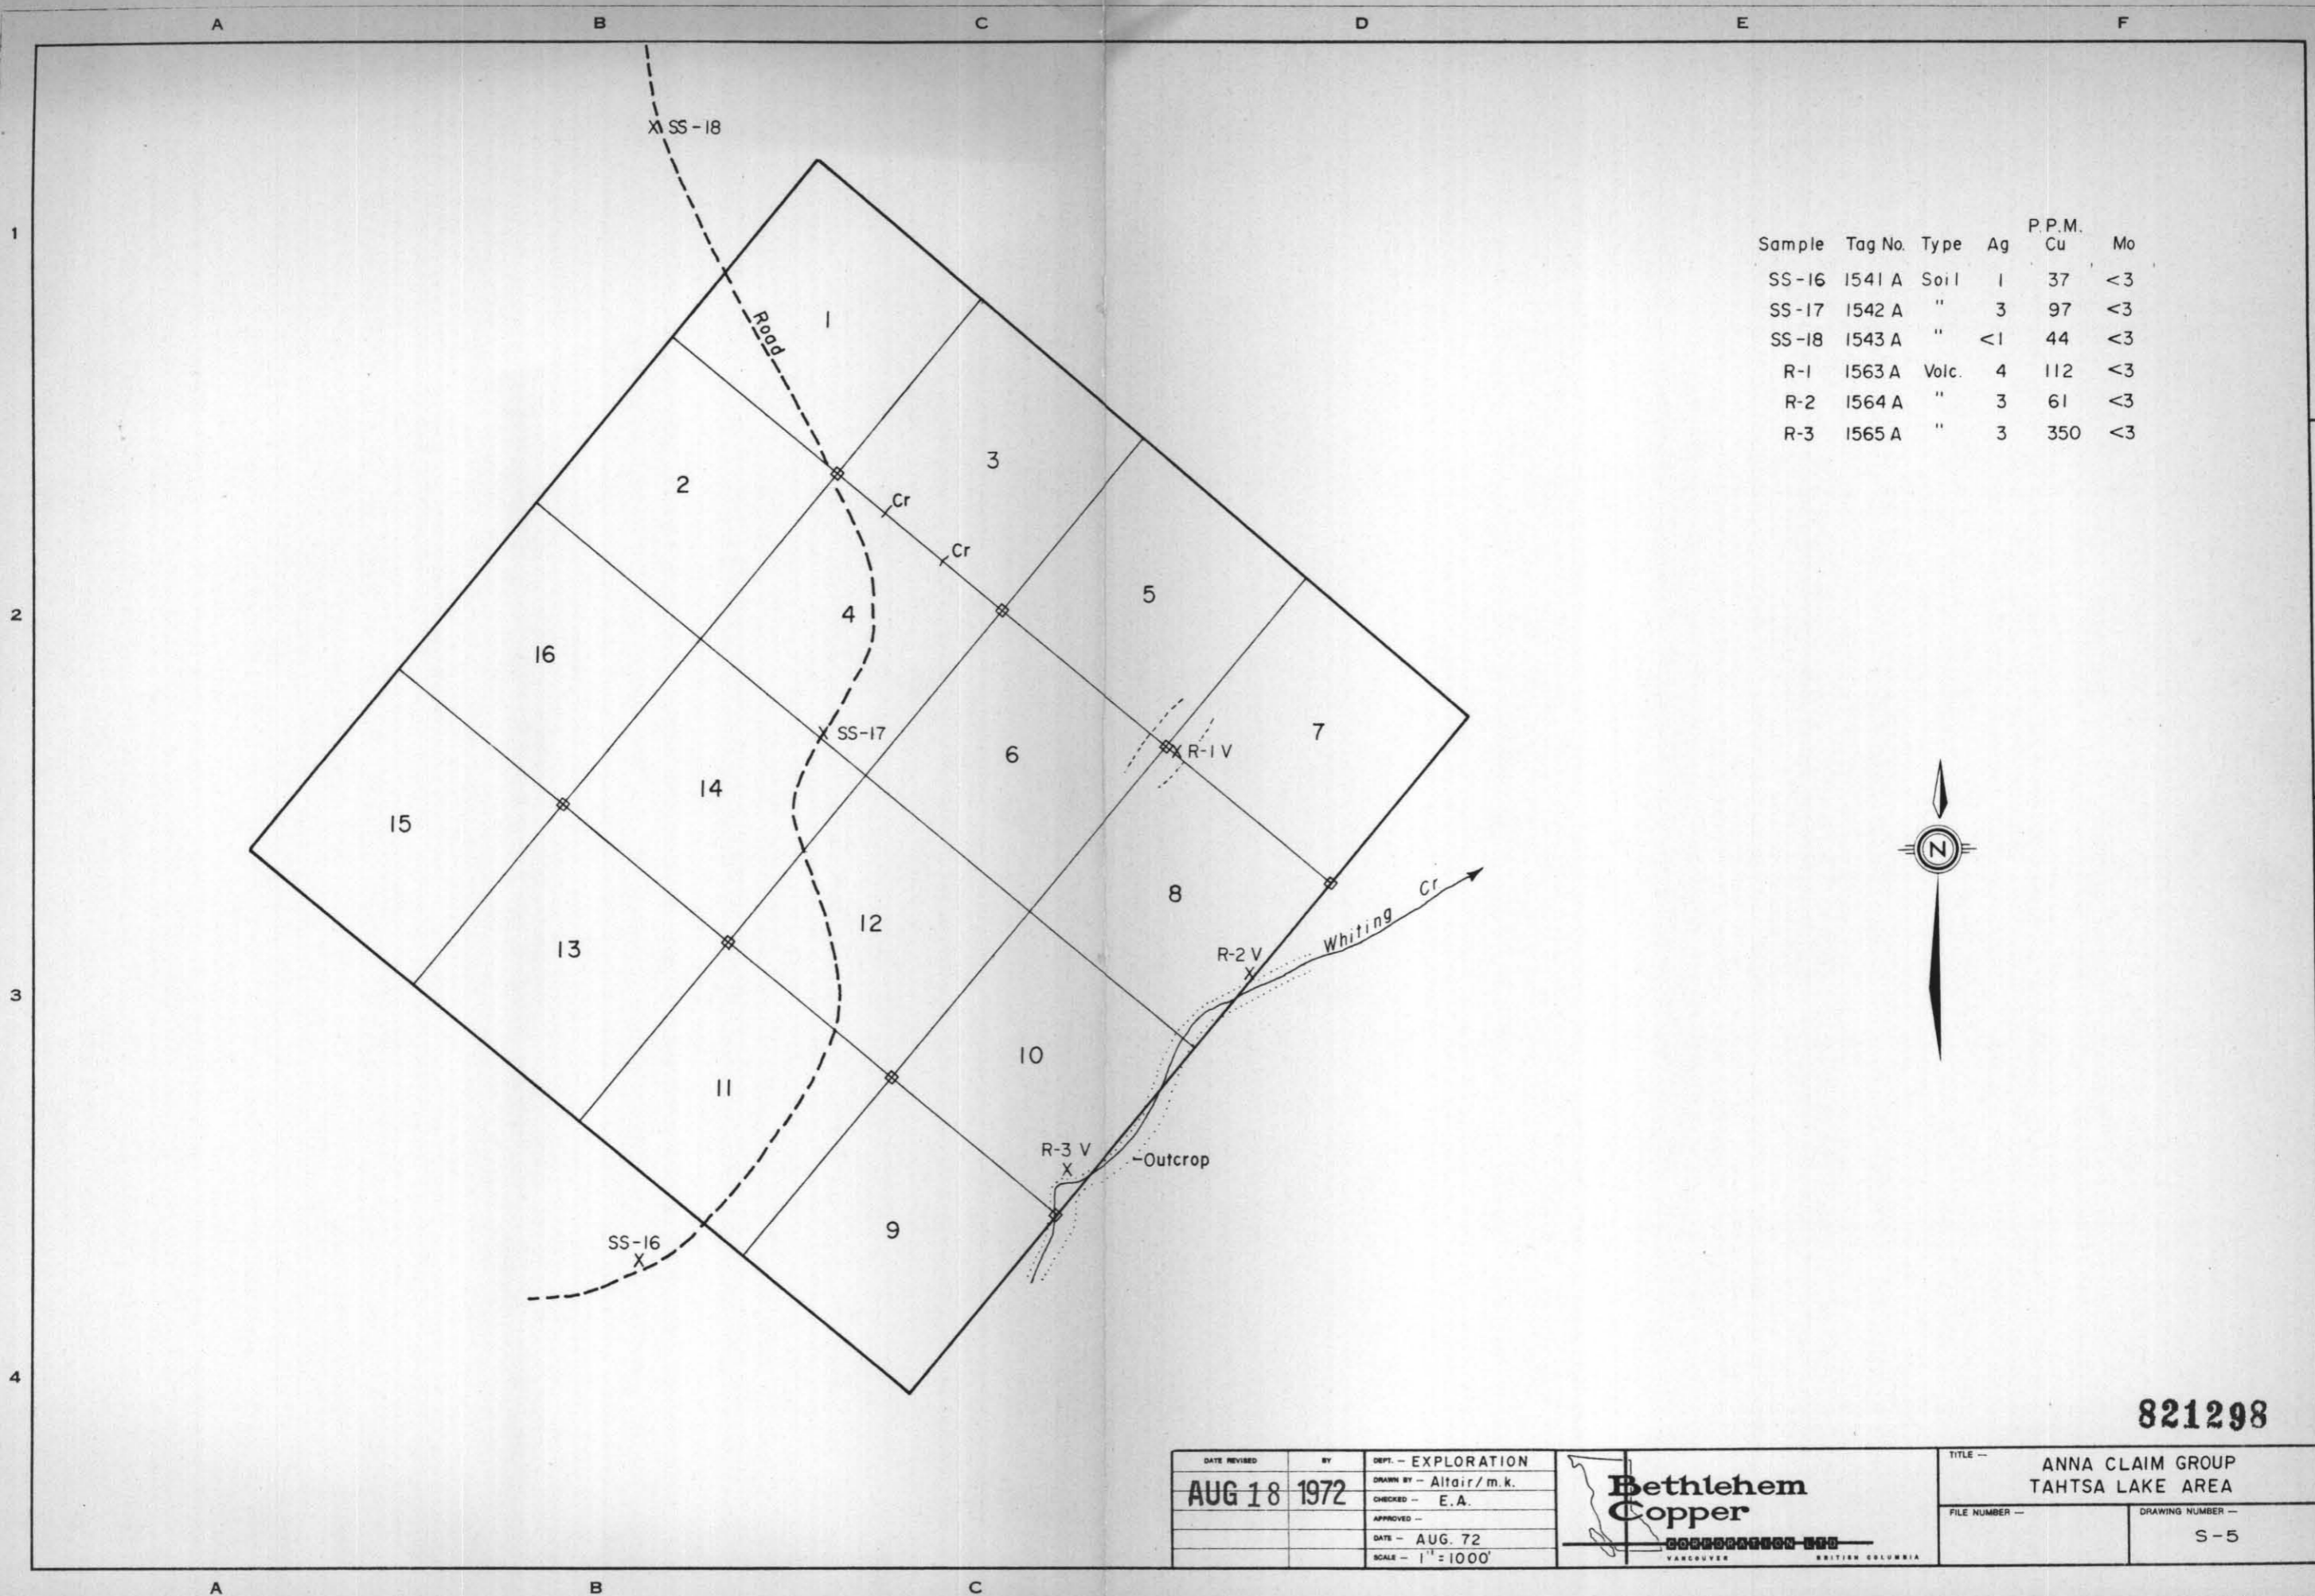 A B C D E F
1
2
3
4
X SS-18
Road
1
2
3
Cr
Cr
4
5
16
X SS-17
6
7
X R-1 V
14
15
8
12
13
Whiting Cr
R-2 V
X
10
11
R-3 V
X
-Outcrop
9
SS-16
X
P.P.M.
Sample Tag No. Type Ag Cu Mo
SS-16 1541 A Soil 1 37 <3
SS-17 1542 A " 3 97 <3
SS-18 1543 A " <1 44 <3
R-1 1563 A Volc. 4 112 <3
R-2 1564 A " 3 61 <3
R-3 1565 A " 3 350 <3
N
821298
DATE REVISED BY
AUG 18 1972
DEPT. - EXPLORATION
DRAWN BY - Altair/m.k.
CHECKED - E.A.
APPROVED -
DATE - AUG. 72
SCALE - 1" = 1000'
Bethlehem
Copper
CORPORATION LTD
VANCOUVER BRITISH COLUMBIA
TITLE -
ANNA CLAIM GROUP
TAHTSA LAKE AREA
FILE NUMBER -
DRAWING NUMBER -
S-5
A B C